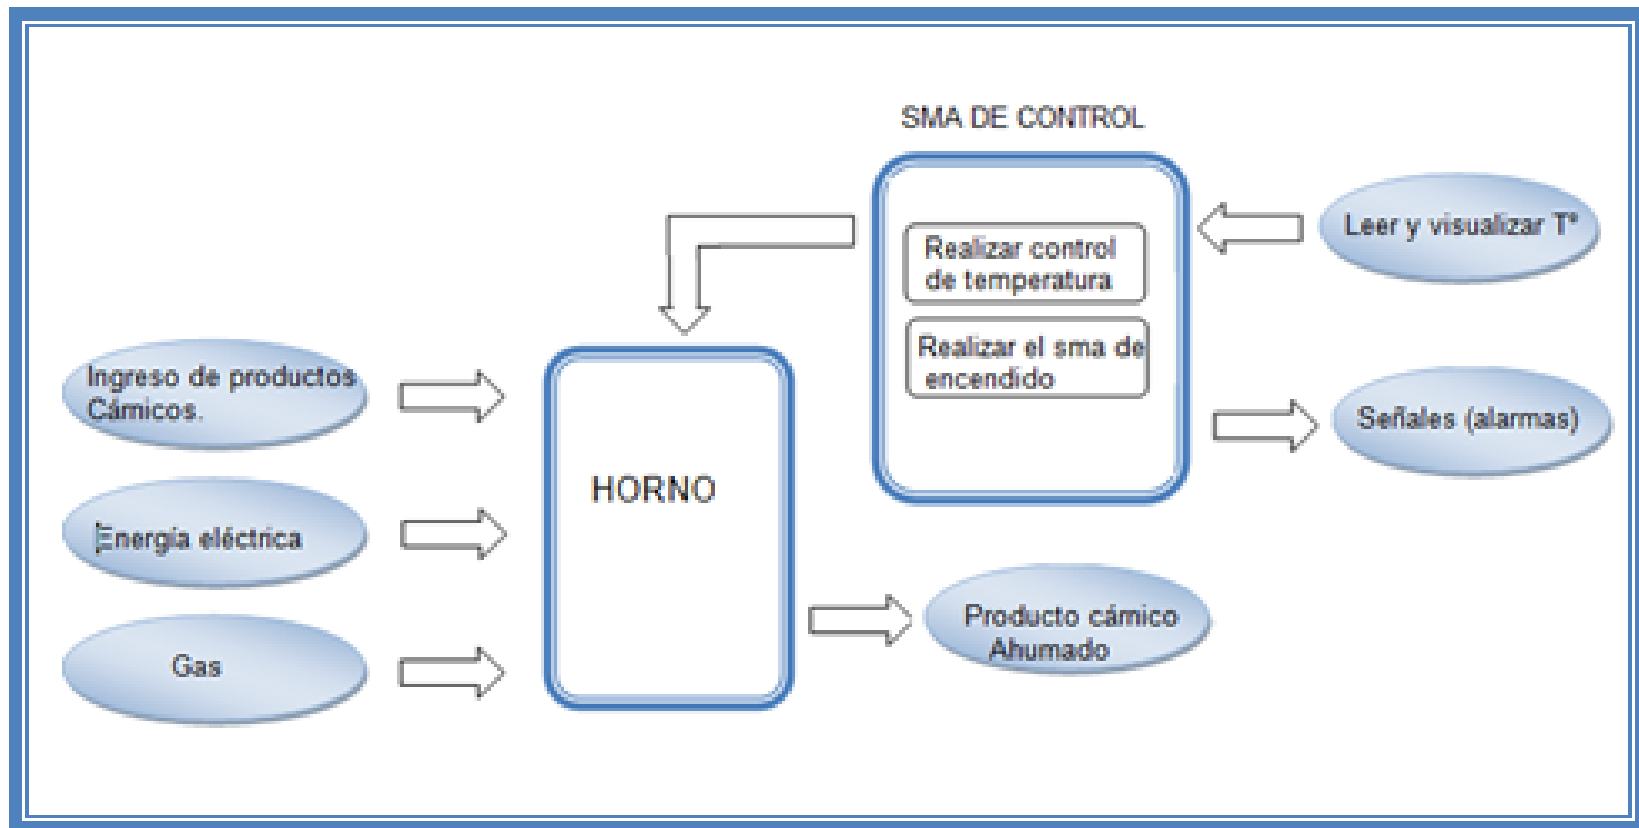 SMA DE CONTROL
Leer y visualizar Tº
Realizar control
de temperatura
Realizar el sma de
encendido
Ingreso de productos
Cárnicos.
Señales (alarmas)
HORNO
Energía eléctrica
Producto cárnico
Ahumado
Gas